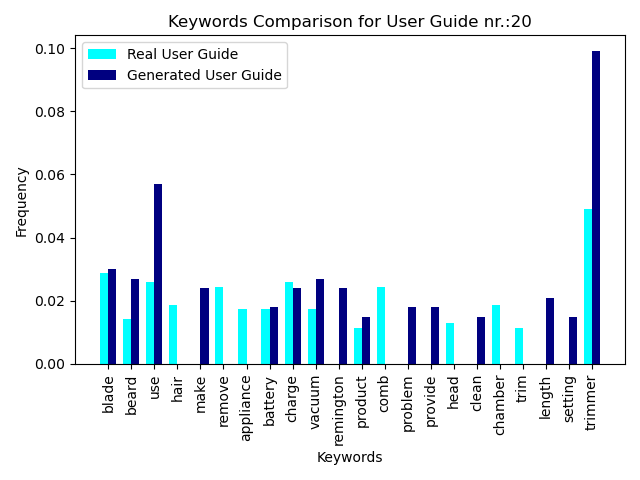 Keywords Comparison for User Guide nr.:20
Real User Guide
Generated User Guide
0.10
0.08
0.06
0.04
0.02
0.00
Frequency
blade
beard
use
hair
make
remove
appliance
battery
charge
vacuum
remington
product
comb
problem
provide
head
clean
chamber
trim
length
setting
trimmer
Keywords